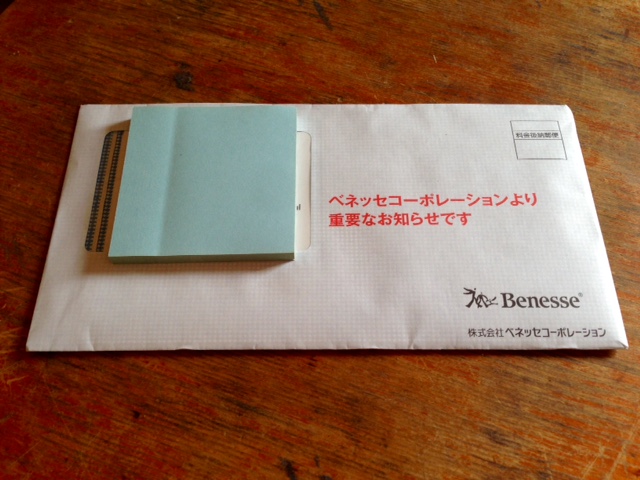 料金後納郵便
ベネッセコーポレーションより
重要なお知らせです
Benesse®
株式会社ベネッセコーポレーション